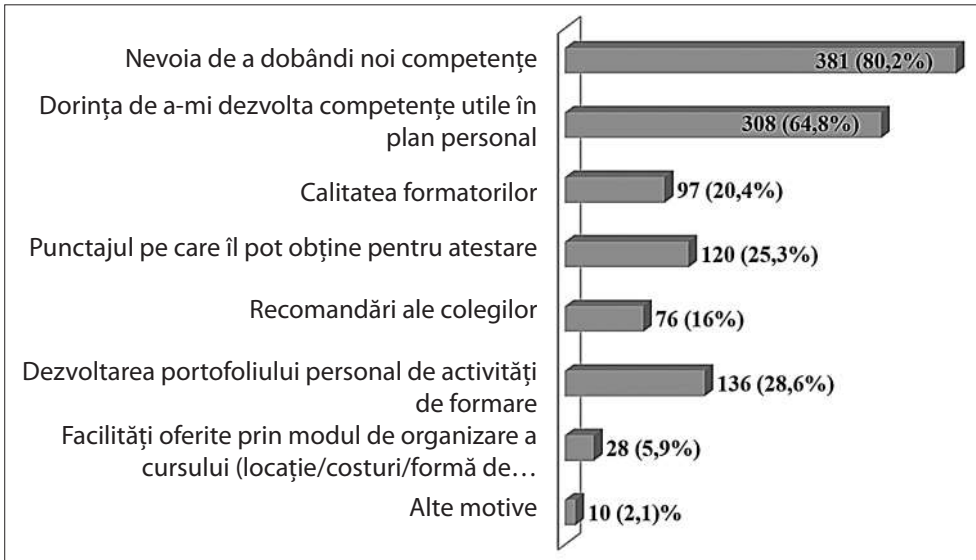 Nevoia de a dobândi noi competențe
381 (80,2%)
Dorința de a-mi dezvolta competențe utile în
plan personal
308 (64,8%)
Calitatea formatorilor
97 (20,4%)
Punctajul pe care îl pot obține pentru atestare
120 (25,3%)
Recomandări ale colegilor
76 (16%)
Dezvoltarea portofoliului personal de activități
de formare
136 (28,6%)
Facilități oferite prin modul de organizare a
cursului (locație/costuri/formă de…
28 (5,9%)
Alte motive
10 (2,1)%